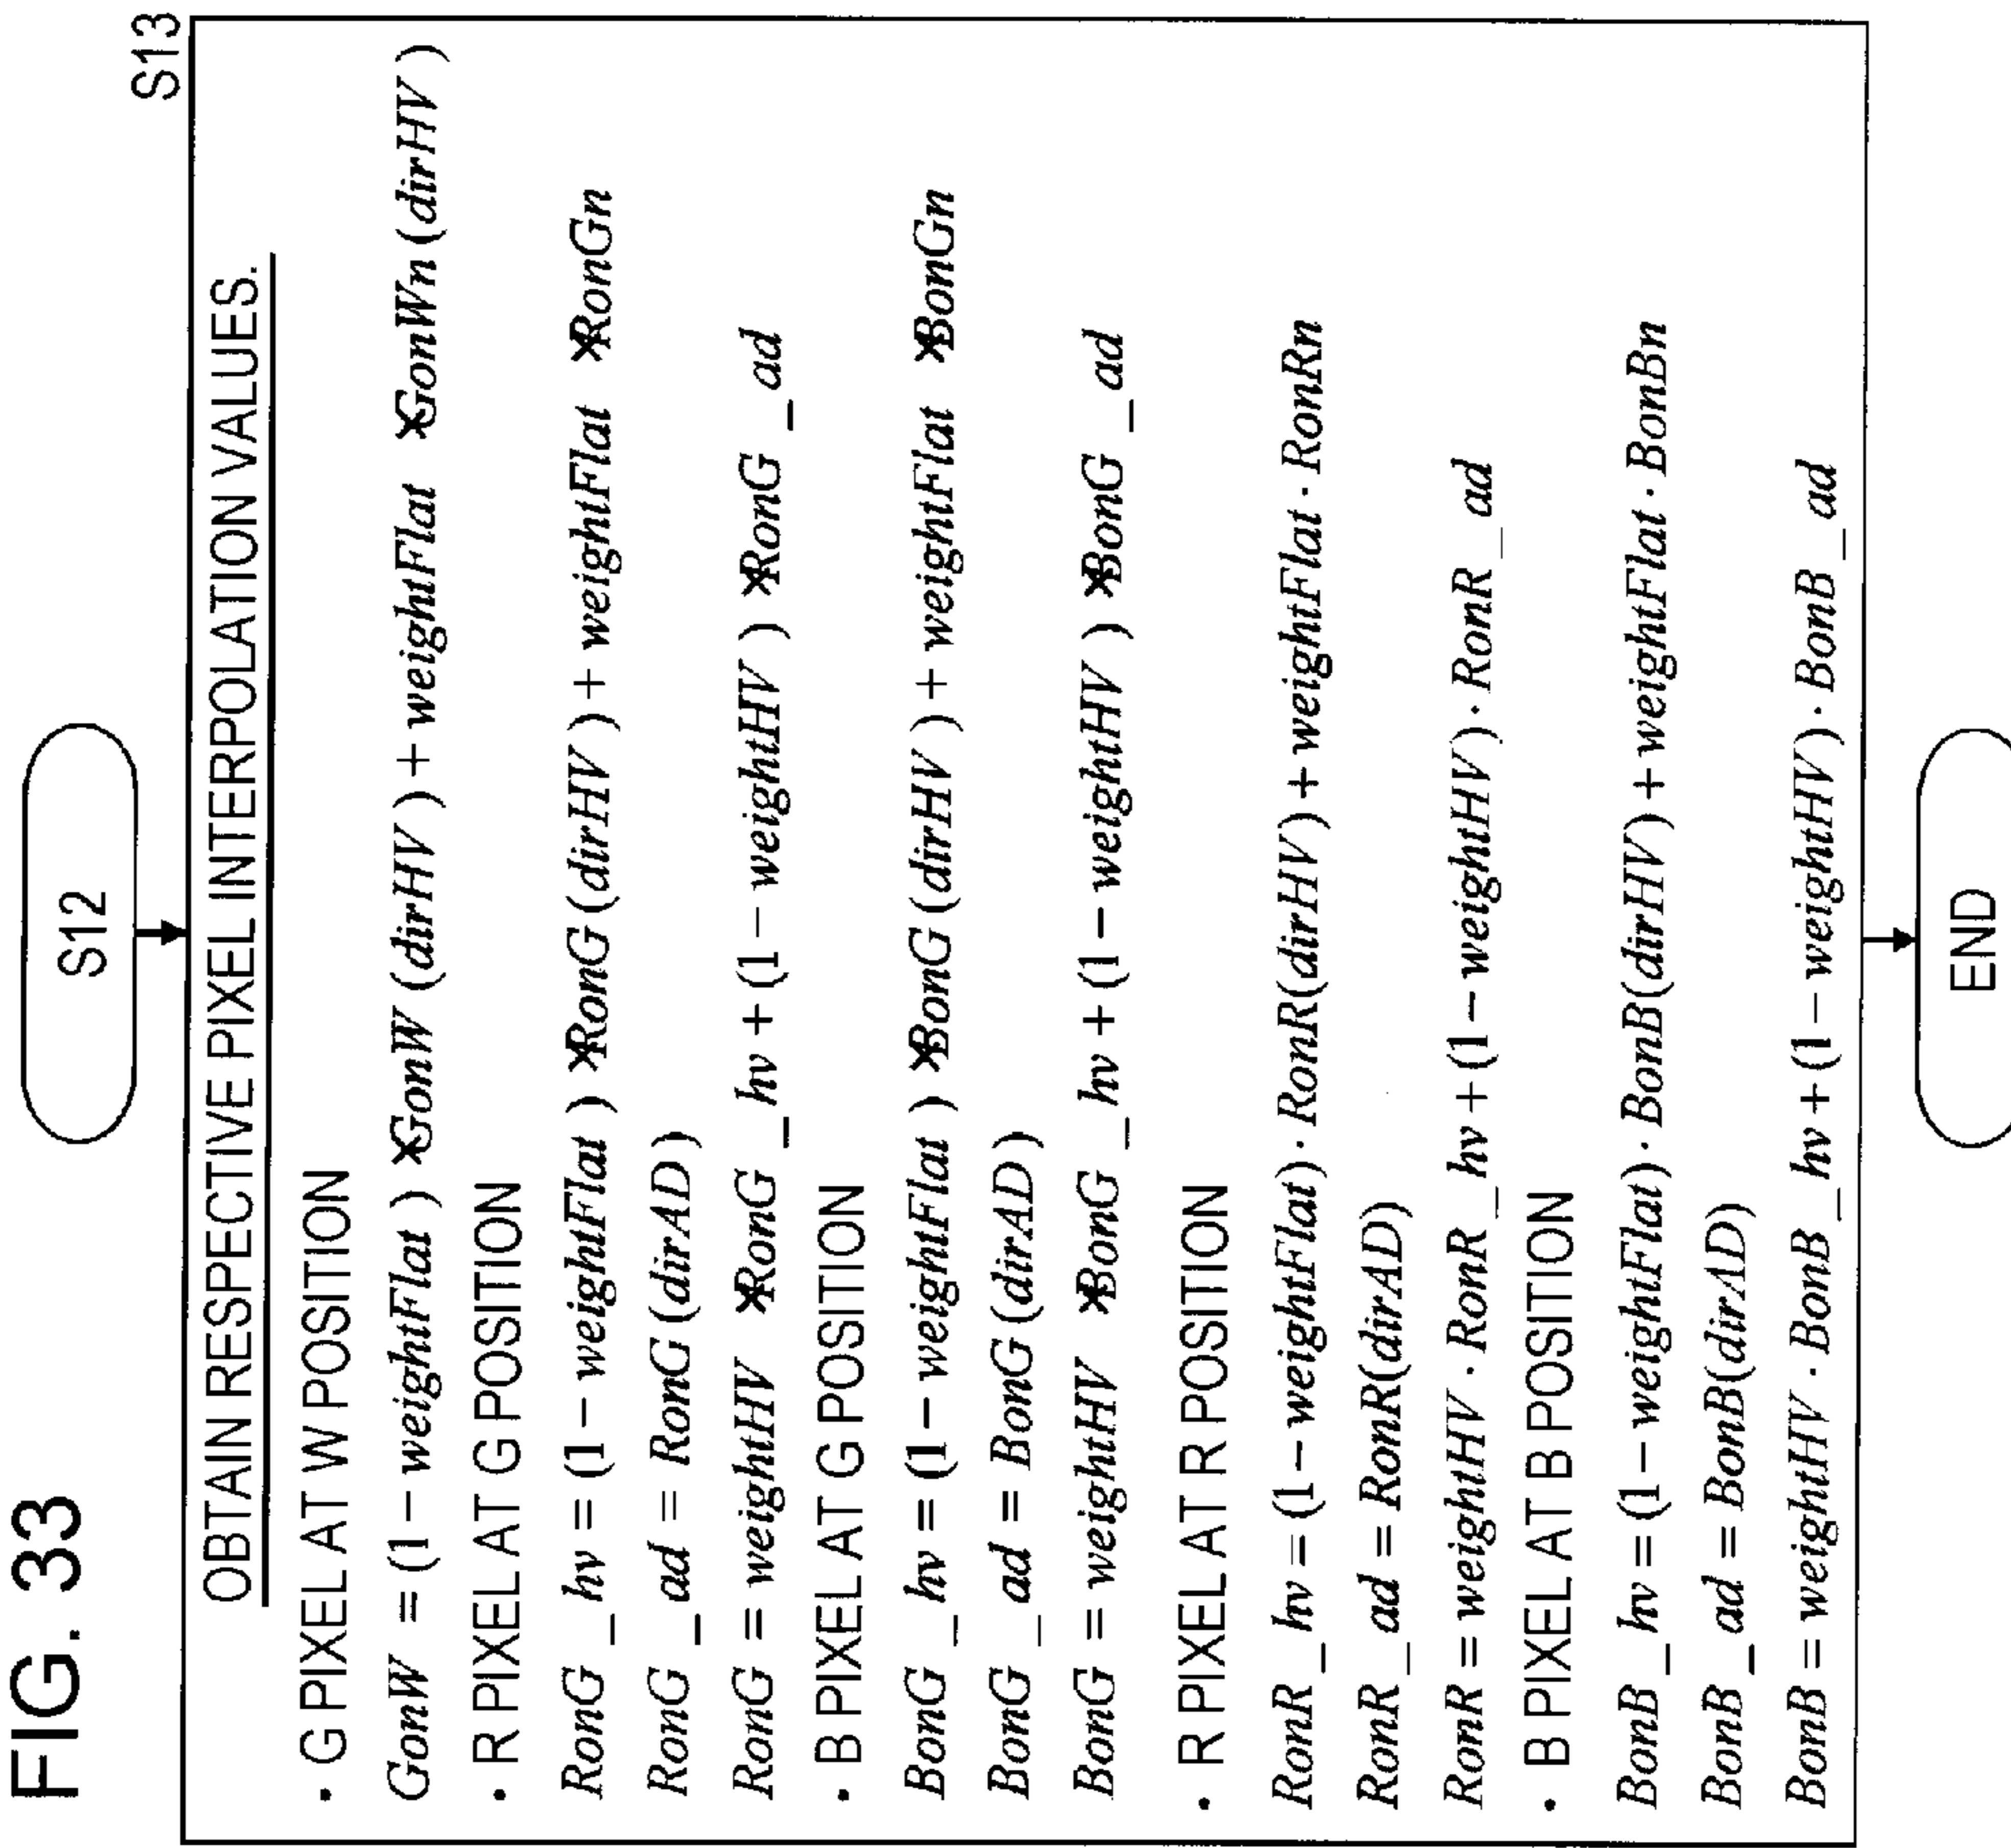 FIG. 33
S12
S13
OBTAIN RESPECTIVE PIXEL INTERPOLATION VALUES.
• G PIXEL AT W POSITION
GonW = (1 − weightFlat) × GonW (dirHV) + weightFlat × GonWn (dirHV)
• R PIXEL AT G POSITION
RonG_hv = (1 − weightFlat) × RonG (dirHV) + weightFlat × RonGn
RonG_ad = RonG (dirAD)
RonG = weightHV × RonG_hv + (1 − weightHV) × RonG_ad
• B PIXEL AT G POSITION
BonG_hv = (1 − weightFlat) × BonG (dirHV) + weightFlat × BonGn
BonG_ad = BonG (dirAD)
BonG = weightHV × BonG_hv + (1 − weightHV) × BonG_ad
• R PIXEL AT R POSITION
RonR_hv = (1 − weightFlat) · RonR(dirHV) + weightFlat · RonRn
RonR_ad = RonR(dirAD)
RonR = weightHV · RonR_hv + (1 − weightHV) · RonR_ad
• B PIXEL AT B POSITION
BonB_hv = (1 − weightFlat) · BonB(dirHV) + weightFlat · BonBn
BonB_ad = BonB(dirAD)
BonB = weightHV · BonB_hv + (1 − weightHV) · BonB_ad
END